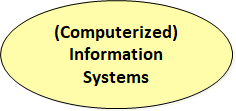 (Computerized)
Information
Systems